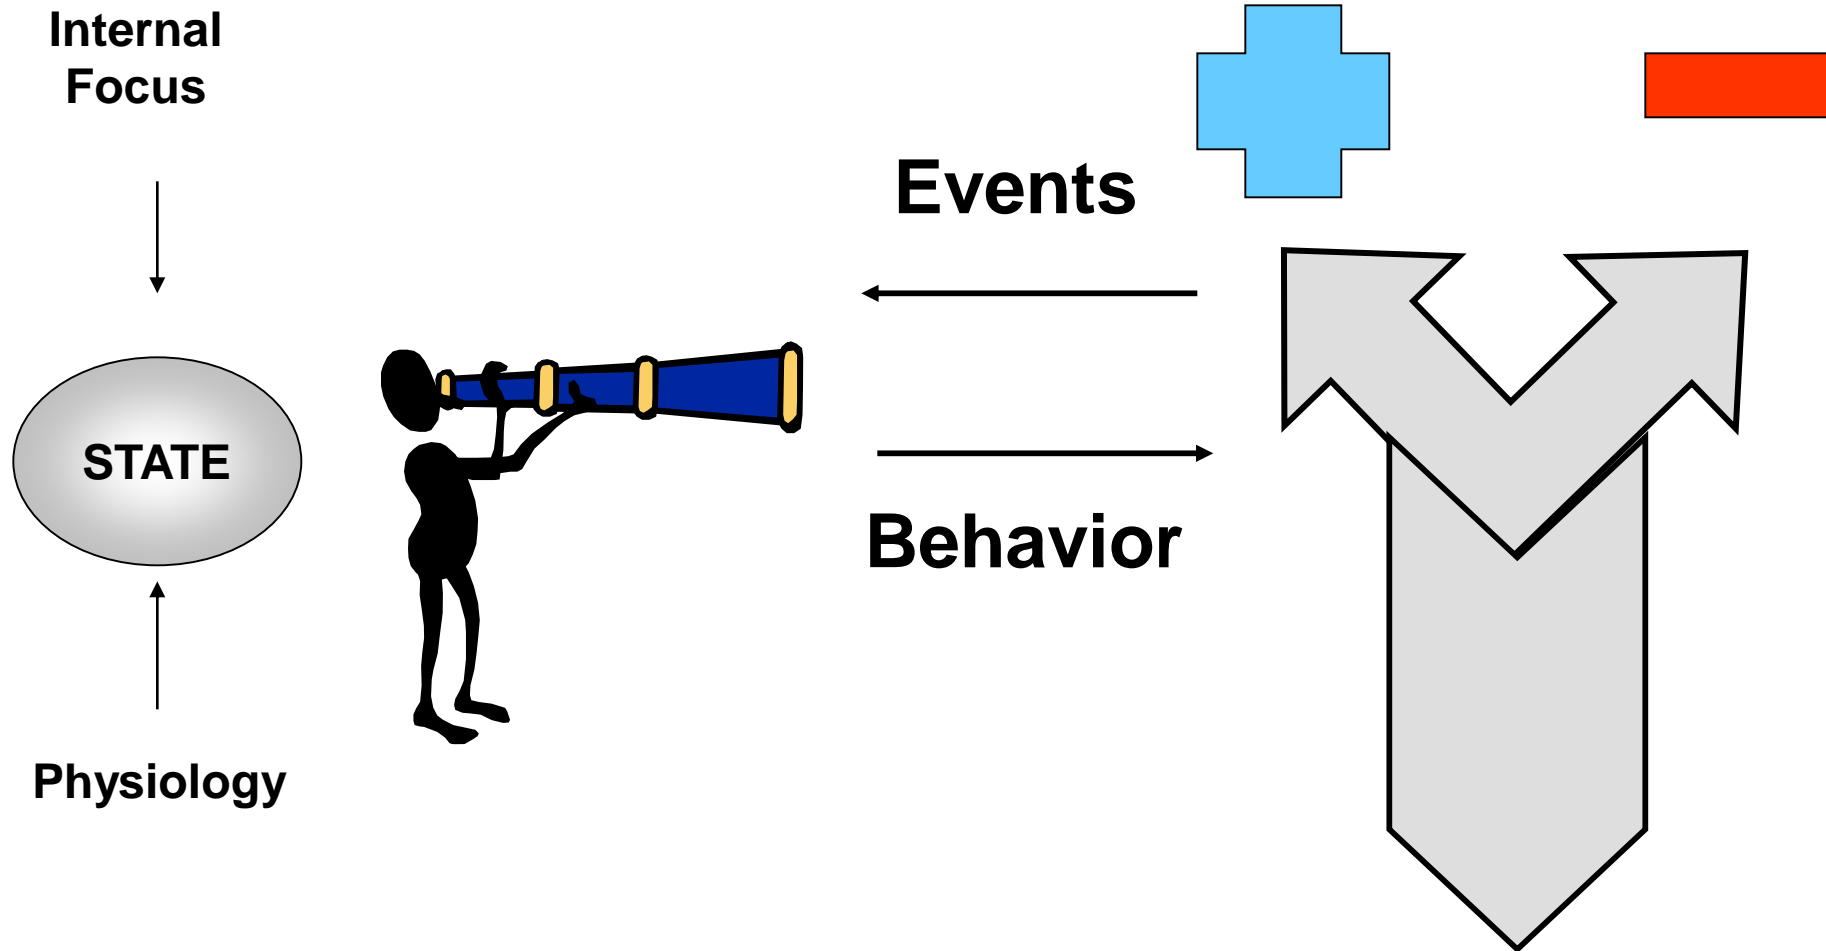 Internal
Focus
Events
STATE
Behavior
Physiology